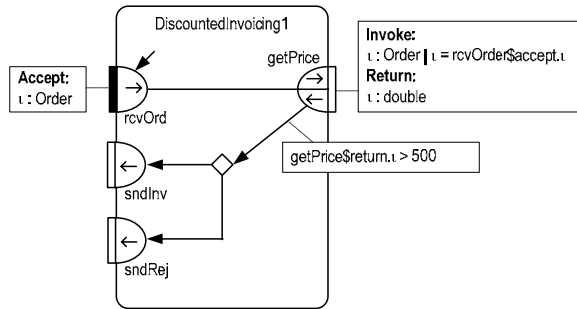 DiscountedInvoicing1
getPrice
Invoke:
ι : Order | ι = rcvOrder$accept.ι
Return:
ι : double
Accept:
ι : Order
rcvOrd
getPrice$return.ι > 500
sndInv
sndRej